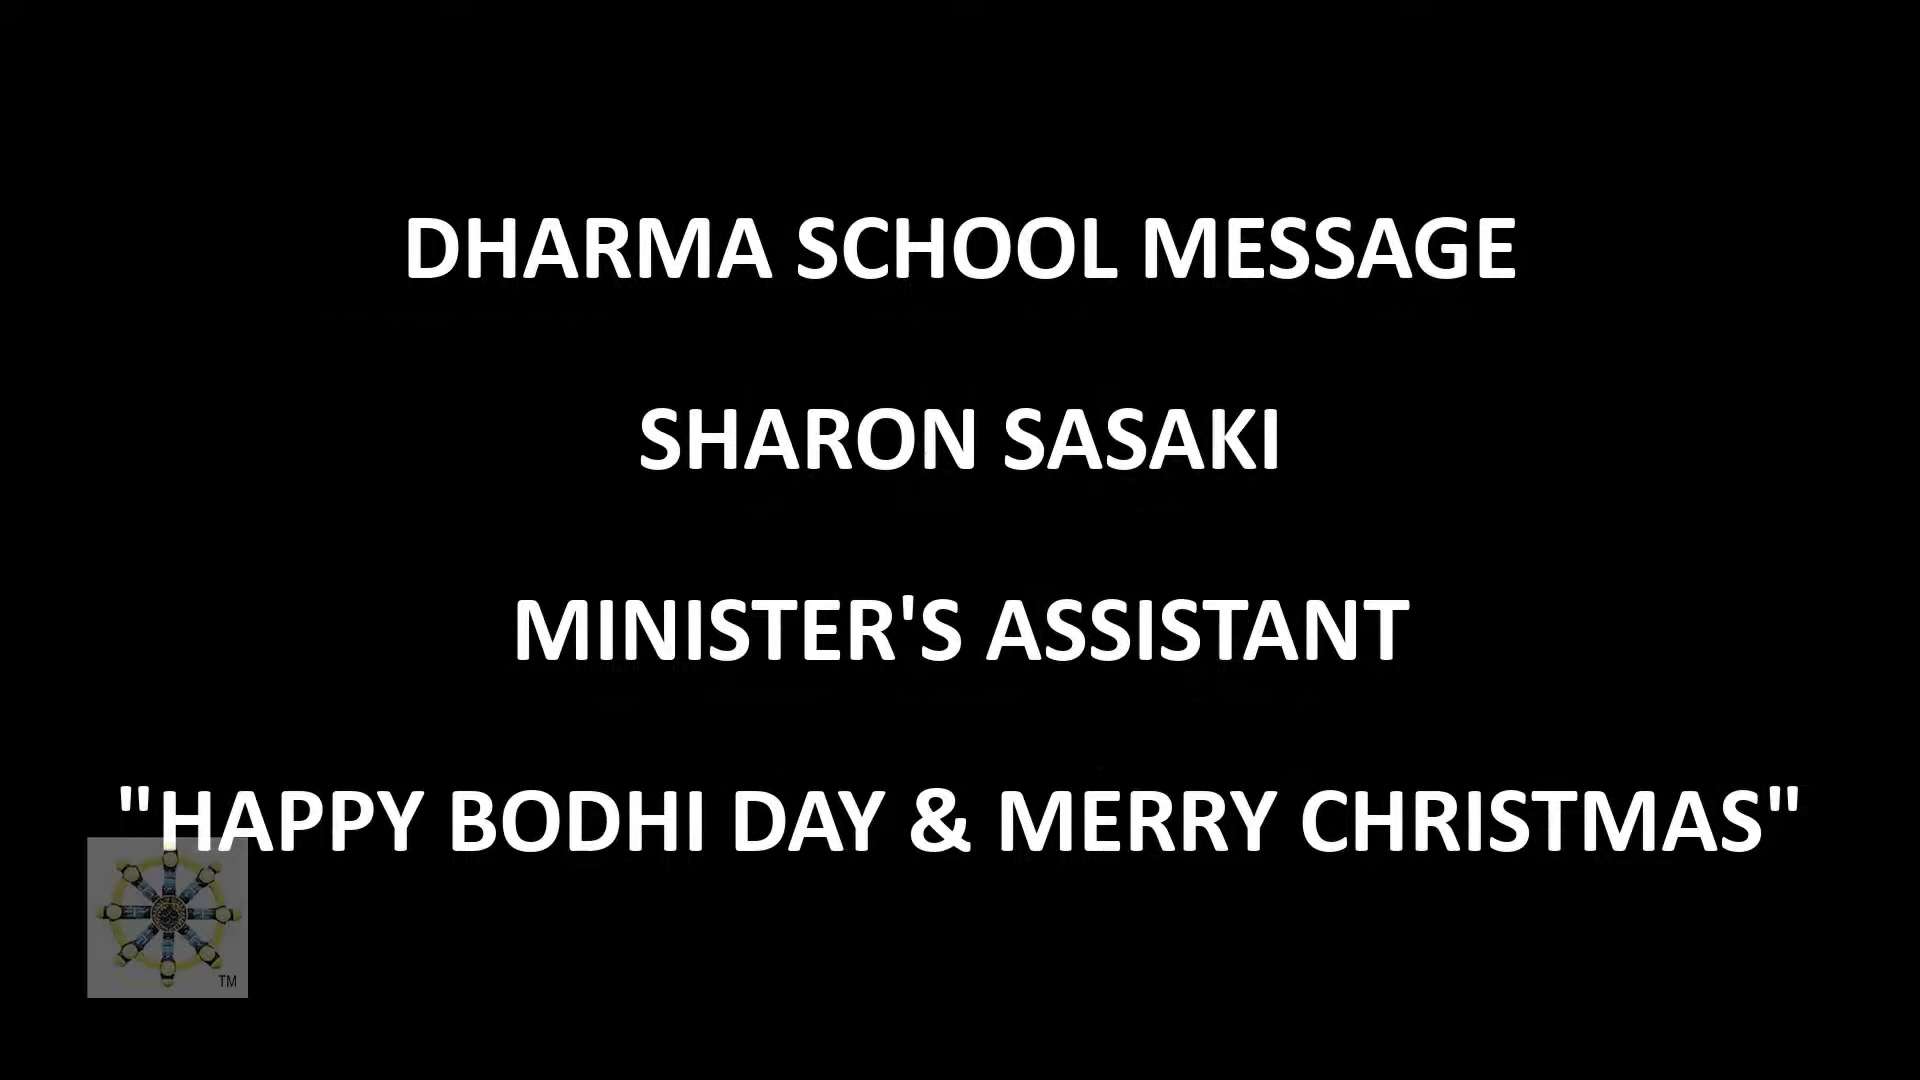 DHARMA SCHOOL MESSAGE
SHARON SASAKI
MINISTER'S ASSISTANT
"HAPPY BODHI DAY & MERRY CHRISTMAS"
TM